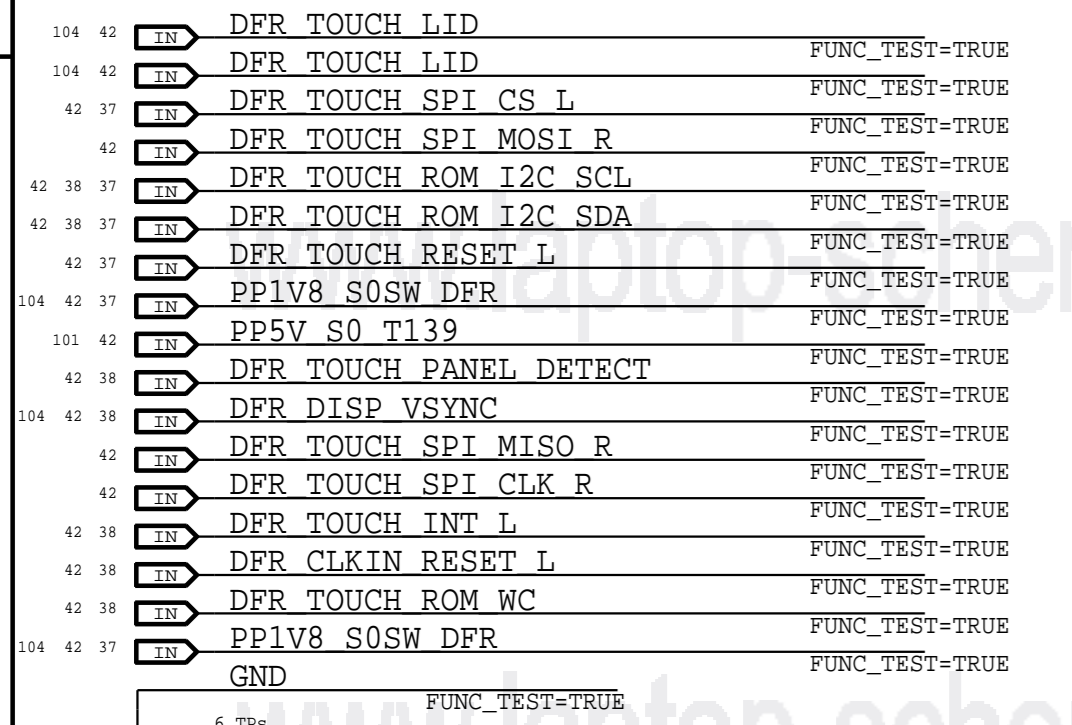 104 42 IN DFR_TOUCH_LID
FUNC_TEST=TRUE
104 42 IN DFR_TOUCH_LID
FUNC_TEST=TRUE
42 37 IN DFR_TOUCH_SPI_CS_L
FUNC_TEST=TRUE
42 IN DFR_TOUCH_SPI_MOSI_R
FUNC_TEST=TRUE
42 38 37 IN DFR_TOUCH_ROM_I2C_SCL
FUNC_TEST=TRUE
42 38 37 IN DFR_TOUCH_ROM_I2C_SDA
FUNC_TEST=TRUE
42 37 IN DFR_TOUCH_RESET_L
FUNC_TEST=TRUE
104 42 37 IN PP1V8_S0SW_DFR
FUNC_TEST=TRUE
101 42 IN PP5V_S0_T139
FUNC_TEST=TRUE
42 38 IN DFR_TOUCH_PANEL_DETECT
FUNC_TEST=TRUE
104 42 38 IN DFR_DISP_VSYNC
FUNC_TEST=TRUE
42 IN DFR_TOUCH_SPI_MISO_R
FUNC_TEST=TRUE
42 IN DFR_TOUCH_SPI_CLK_R
FUNC_TEST=TRUE
42 38 IN DFR_TOUCH_INT_L
FUNC_TEST=TRUE
42 38 IN DFR_CLKIN_RESET_L
FUNC_TEST=TRUE
42 38 IN DFR_TOUCH_ROM_WC
FUNC_TEST=TRUE
104 42 37 IN PP1V8_S0SW_DFR
FUNC_TEST=TRUE
GND
FUNC_TEST=TRUE
6 TPs
www.laptop-schem